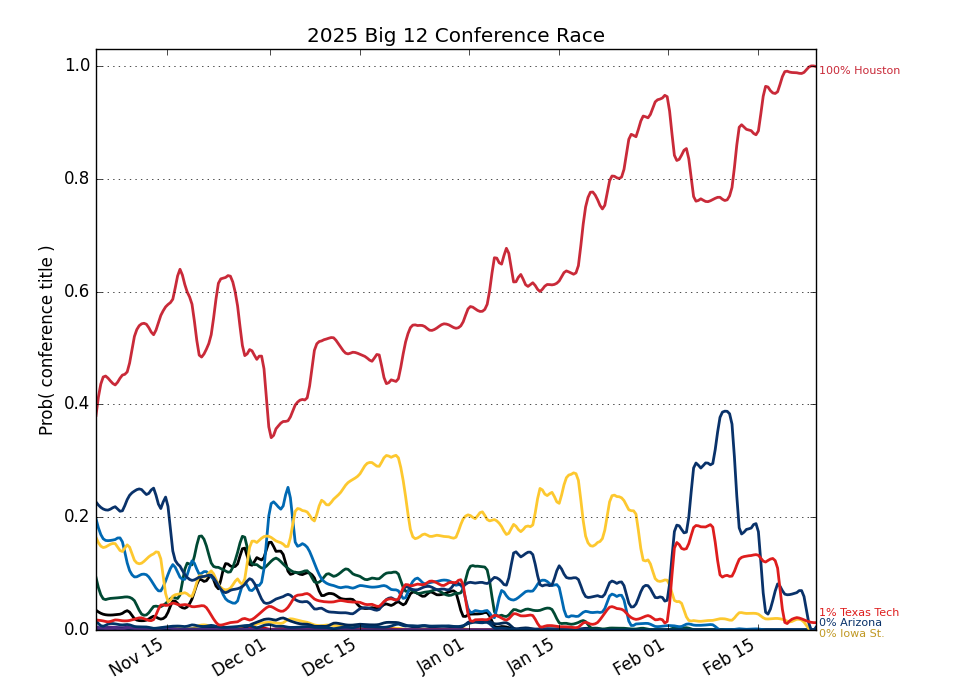 2025 Big 12 Conference Race
Prob( conference title )
1.0
0.8
0.6
0.4
0.2
0.0
100% Houston
1% Texas Tech
0% Arizona
0% Iowa St.
Nov 15
Dec 01
Dec 15
Jan 01
Jan 15
Feb 01
Feb 15